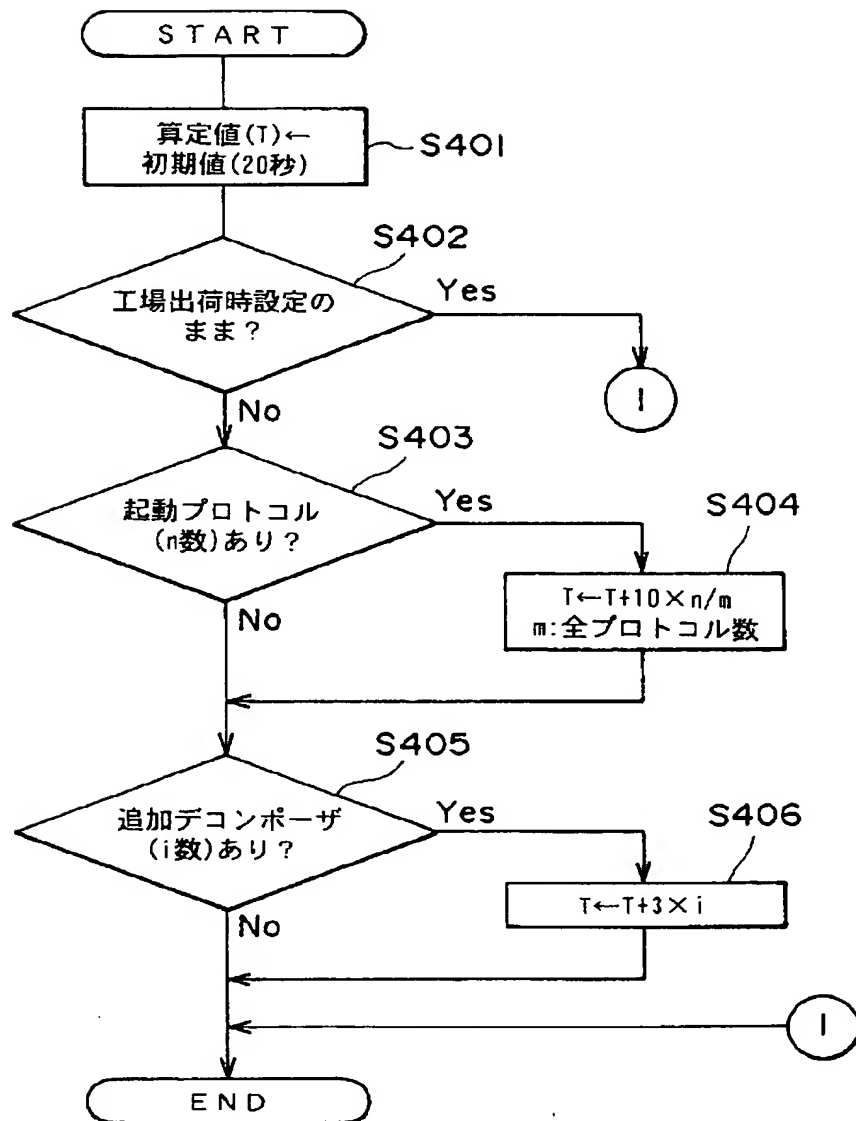 START
算定値(T)←
初期値(20秒)
S401
S402
工場出荷時設定の
まま？
Yes
1
No
S403
起動プロトコル
(n数)あり？
Yes
S404
T←T+10×n/m
m:全プロトコル数
No
S405
追加デコンポーザ
(i数)あり？
Yes
S406
T←T+3×i
No
1
END